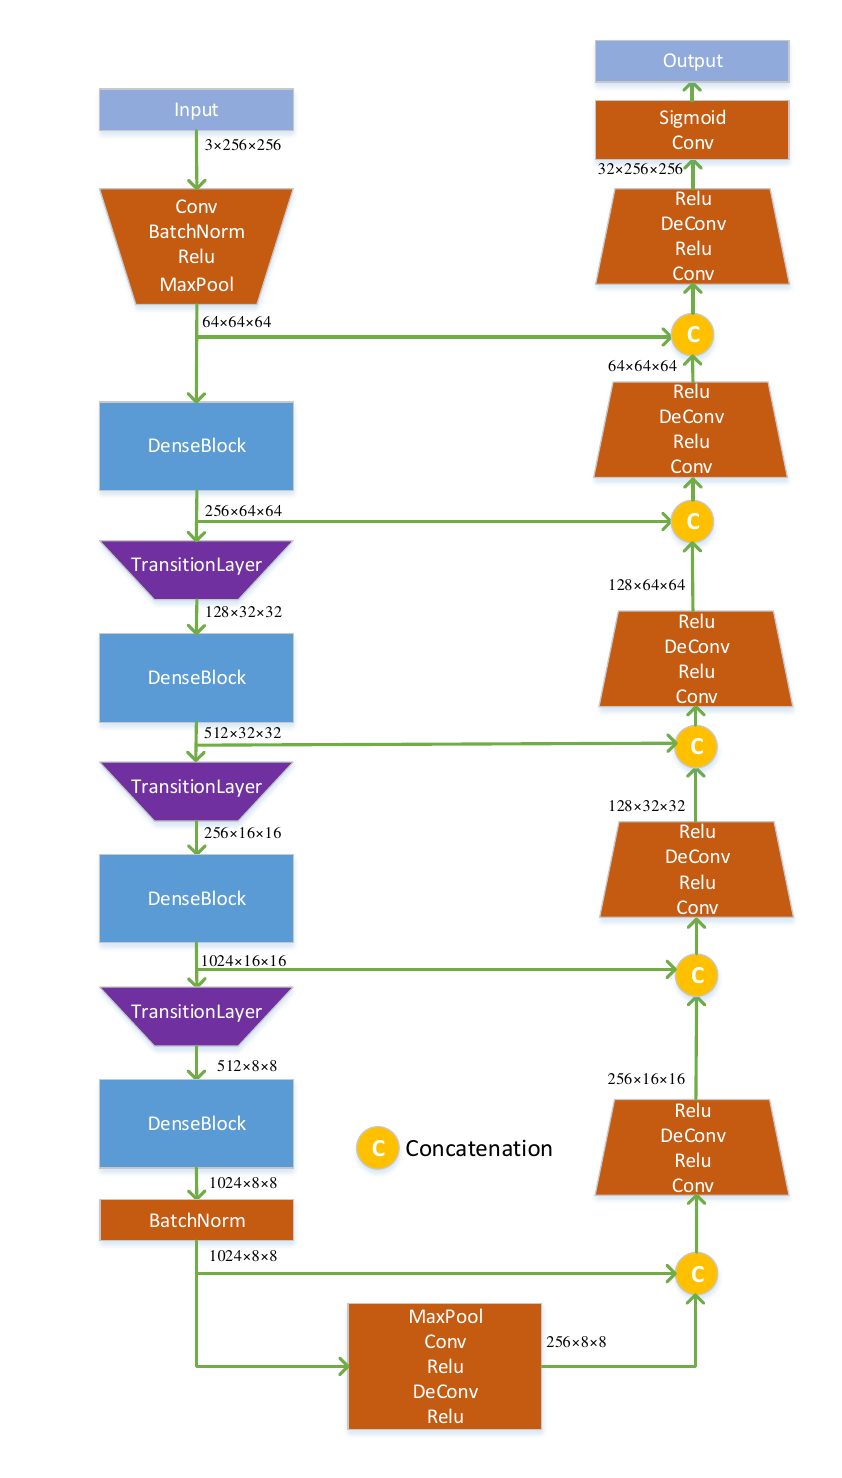 Input
3×256×256
Conv
BatchNorm
Relu
MaxPool
64×64×64
DenseBlock
256×64×64
TransitionLayer
128×32×32
DenseBlock
512×32×32
TransitionLayer
256×16×16
DenseBlock
1024×16×16
TransitionLayer
512×8×8
DenseBlock
1024×8×8
BatchNorm
1024×8×8
MaxPool
Conv
Relu
DeConv
Relu
256×8×8
C Concatenation
Output
Sigmoid
Conv
32×256×256
Relu
DeConv
Relu
Conv
C
64×64×64
Relu
DeConv
Relu
Conv
C
128×64×64
Relu
DeConv
Relu
Conv
C
128×32×32
Relu
DeConv
Relu
Conv
C
256×16×16
Relu
DeConv
Relu
Conv
C